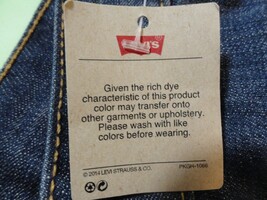 LEVI'S
Given the rich dye
characteristic of this product
color may transfer onto
other garments or upholstery.
Please wash with like
colors before wearing.
© 2014 LEVI STRAUSS & CO.